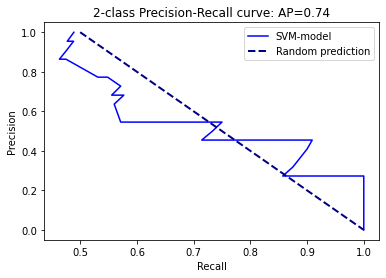 2-class Precision-Recall curve: AP=0.74
SVM-model
Random prediction
1.0
0.8
0.6
0.4
0.2
0.0
Precision
0.5 0.6 0.7 0.8 0.9 1.0
Recall